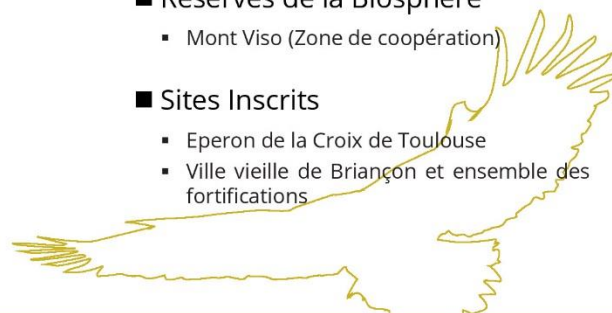 ■ Réserves de la Biosphère
▪ Mont Viso (Zone de coopération)
■ Sites Inscrits
▪ Eperon de la Croix de Toulouse
▪ Ville vieille de Briançon et ensemble des
fortifications